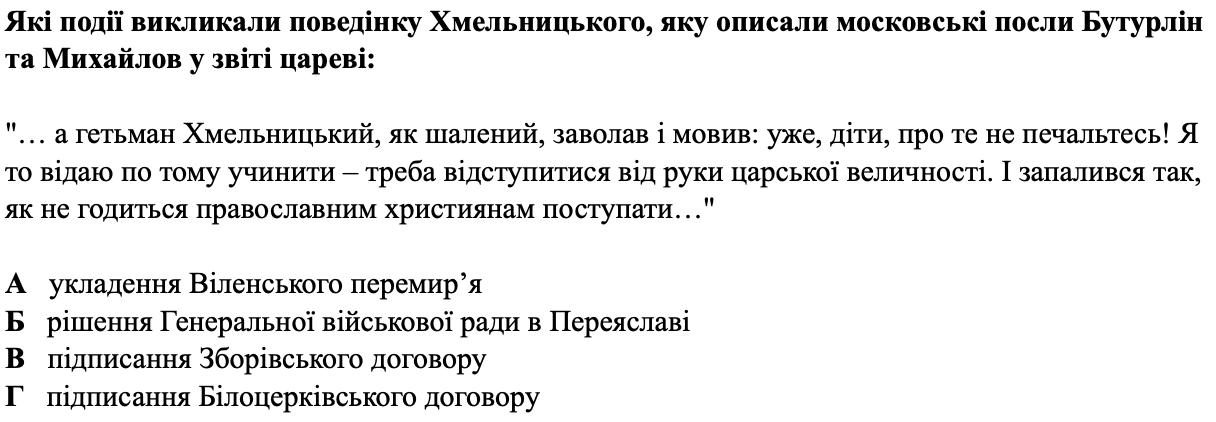 Які події викликали поведінку Хмельницького, яку описали московські посли Бутурлін
та Михайлов у звіті цареві:
"… а гетьман Хмельницький, як шалений, заволав і мовив: уже, діти, про те не печальтесь! Я
то відаю по тому учинити – треба відступитися від руки царської величності. І запалився так,
як не годиться православним християнам поступати…"
А укладення Віленського перемир’я
Б рішення Генеральної військової ради в Переяславі
В підписання Зборівського договору
Г підписання Білоцерківського договору